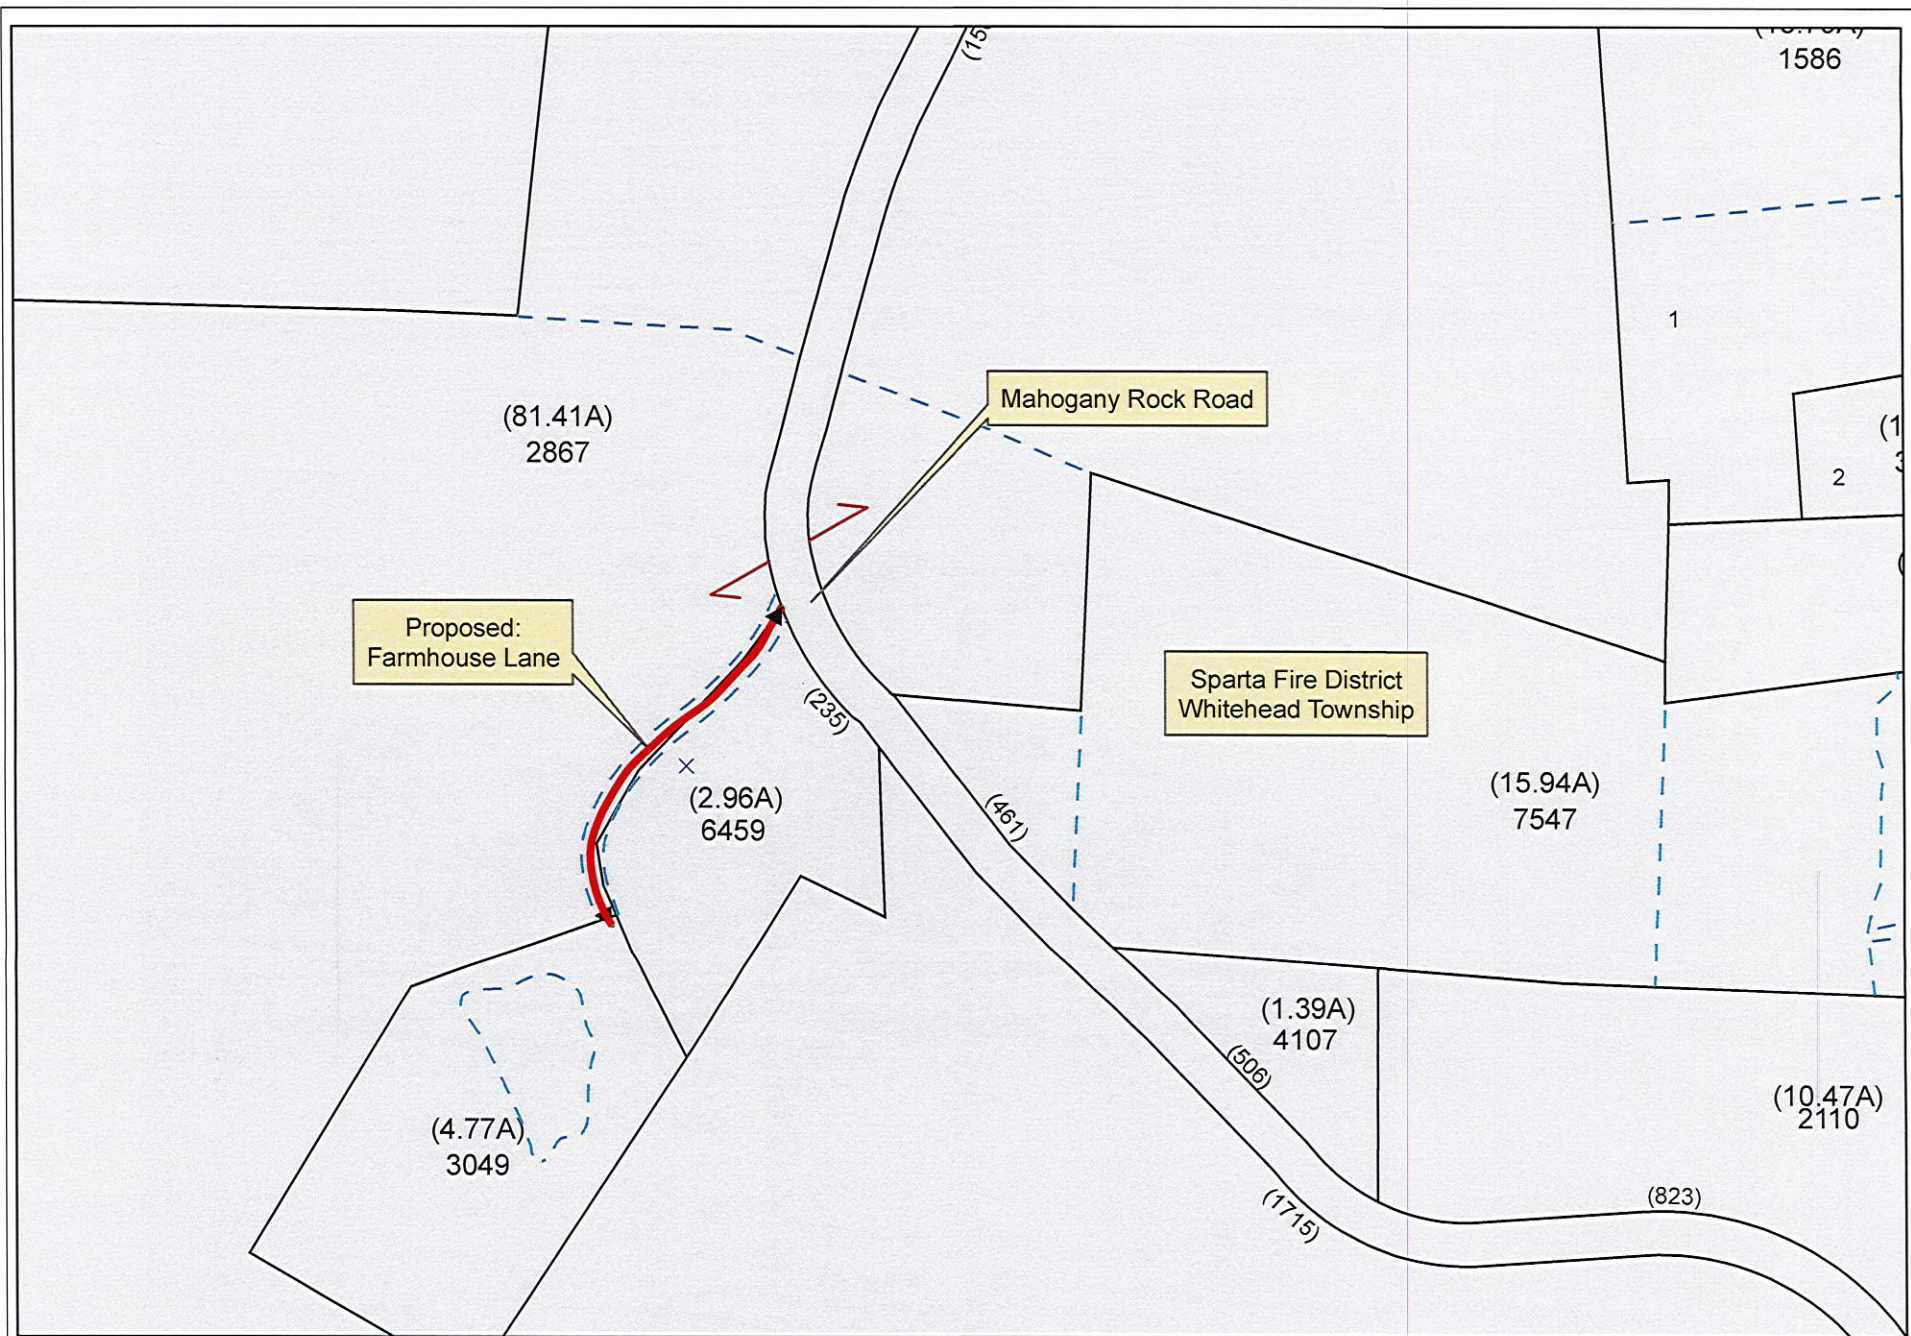 1586
1
(81.41A)
2867
Mahogany Rock Road
2
Proposed:
Farmhouse Lane
Sparta Fire District
Whitehead Township
(235)
(2.96A)
6459
(461)
(15.94A)
7547
(1.39A)
4107
(506)
(10.47A)
2110
(4.77A)
3049
(1715)
(823)